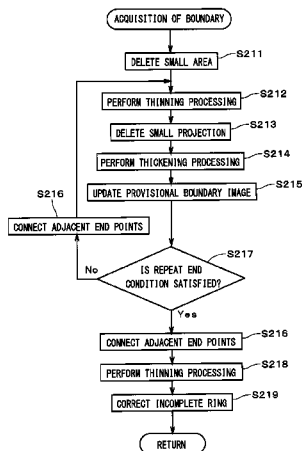 ACQUISITION OF BOUNDARY
S211
DELETE SMALL AREA
S212
PERFORM THINNING PROCESSING
S213
DELETE SMALL PROJECTION
S214
PERFORM THICKENING PROCESSING
S215
UPDATE PROVISIONAL BOUNDARY IMAGE
S216
CONNECT ADJACENT END POINTS
S217
No
IS REPEAT END
CONDITION SATISFIED?
Yes
S216
CONNECT ADJACENT END POINTS
S218
PERFORM THINNING PROCESSING
S219
CORRECT INCOMPLETE RING
RETURN